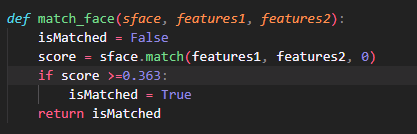 def match_face(sface, features1, features2):
    isMatched = False
    score = sface.match(features1, features2, 0)
    if score >=0.363:
        isMatched = True
    return isMatched